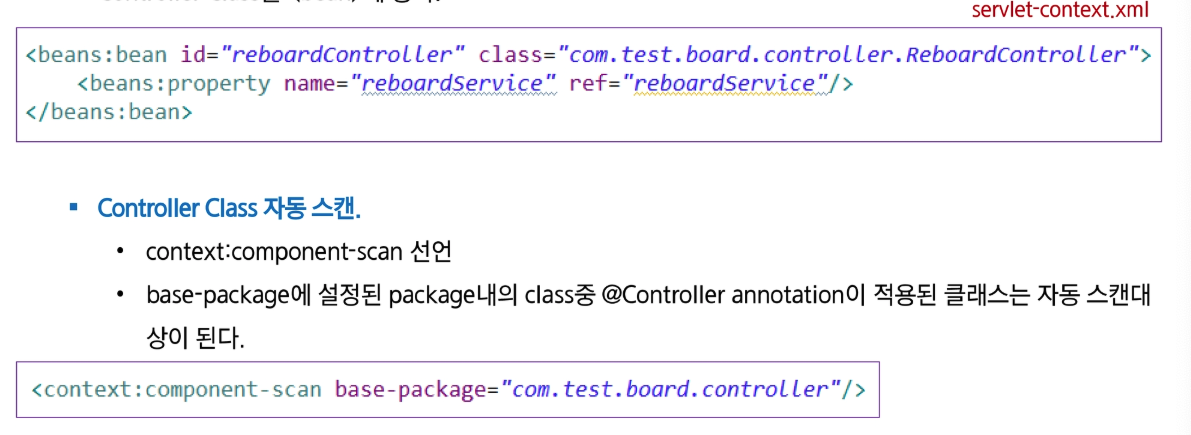 servlet-context.xml
<beans:bean id="reboardController" class="com.test.board.controller.ReboardController">
<beans:property name="reboardService" ref="reboardService"/>
</beans:bean>
▪ Controller Class 자동 스캔.
• context:component-scan 선언
• base-package에 설정된 package내의 class중 @Controller annotation이 적용된 클래스는 자동 스캔대
상이 된다.
<context:component-scan base-package="com.test.board.controller"/>